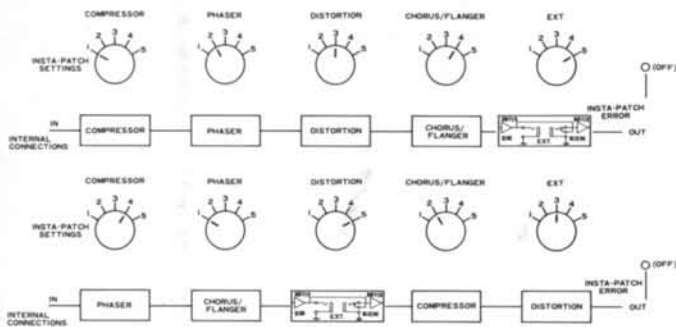 COMPRESSOR PHASER DISTORTION CHORUS/FLANGER EXT
1 2 3 4 5 1 2 3 4 5 1 2 3 4 5 1 2 3 4 5 1 2 3 4 5
INSTA-PATCH
SETTINGS
(OFF)
INSTA-PATCH
ERROR
IN
INTERNAL
CONNECTIONS
COMPRESSOR PHASER DISTORTION CHORUS/
FLANGER
EXT
OUT
COMPRESSOR PHASER DISTORTION CHORUS/FLANGER EXT
1 2 3 4 5 1 2 3 4 5 1 2 3 4 5 1 2 3 4 5 1 2 3 4 5
INSTA-PATCH
SETTINGS
(OFF)
INSTA-PATCH
ERROR
IN
INTERNAL
CONNECTIONS
PHASER CHORUS/
FLANGER
EXT
COMPRESSOR DISTORTION
OUT